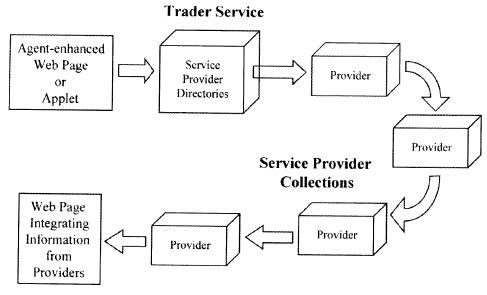 Trader Service
Agent-enhanced
Web Page
or
Applet
Service
Provider
Directories
Provider
Provider
Service Provider
Collections
Provider
Provider
Web Page
Integrating
Information
from
Providers